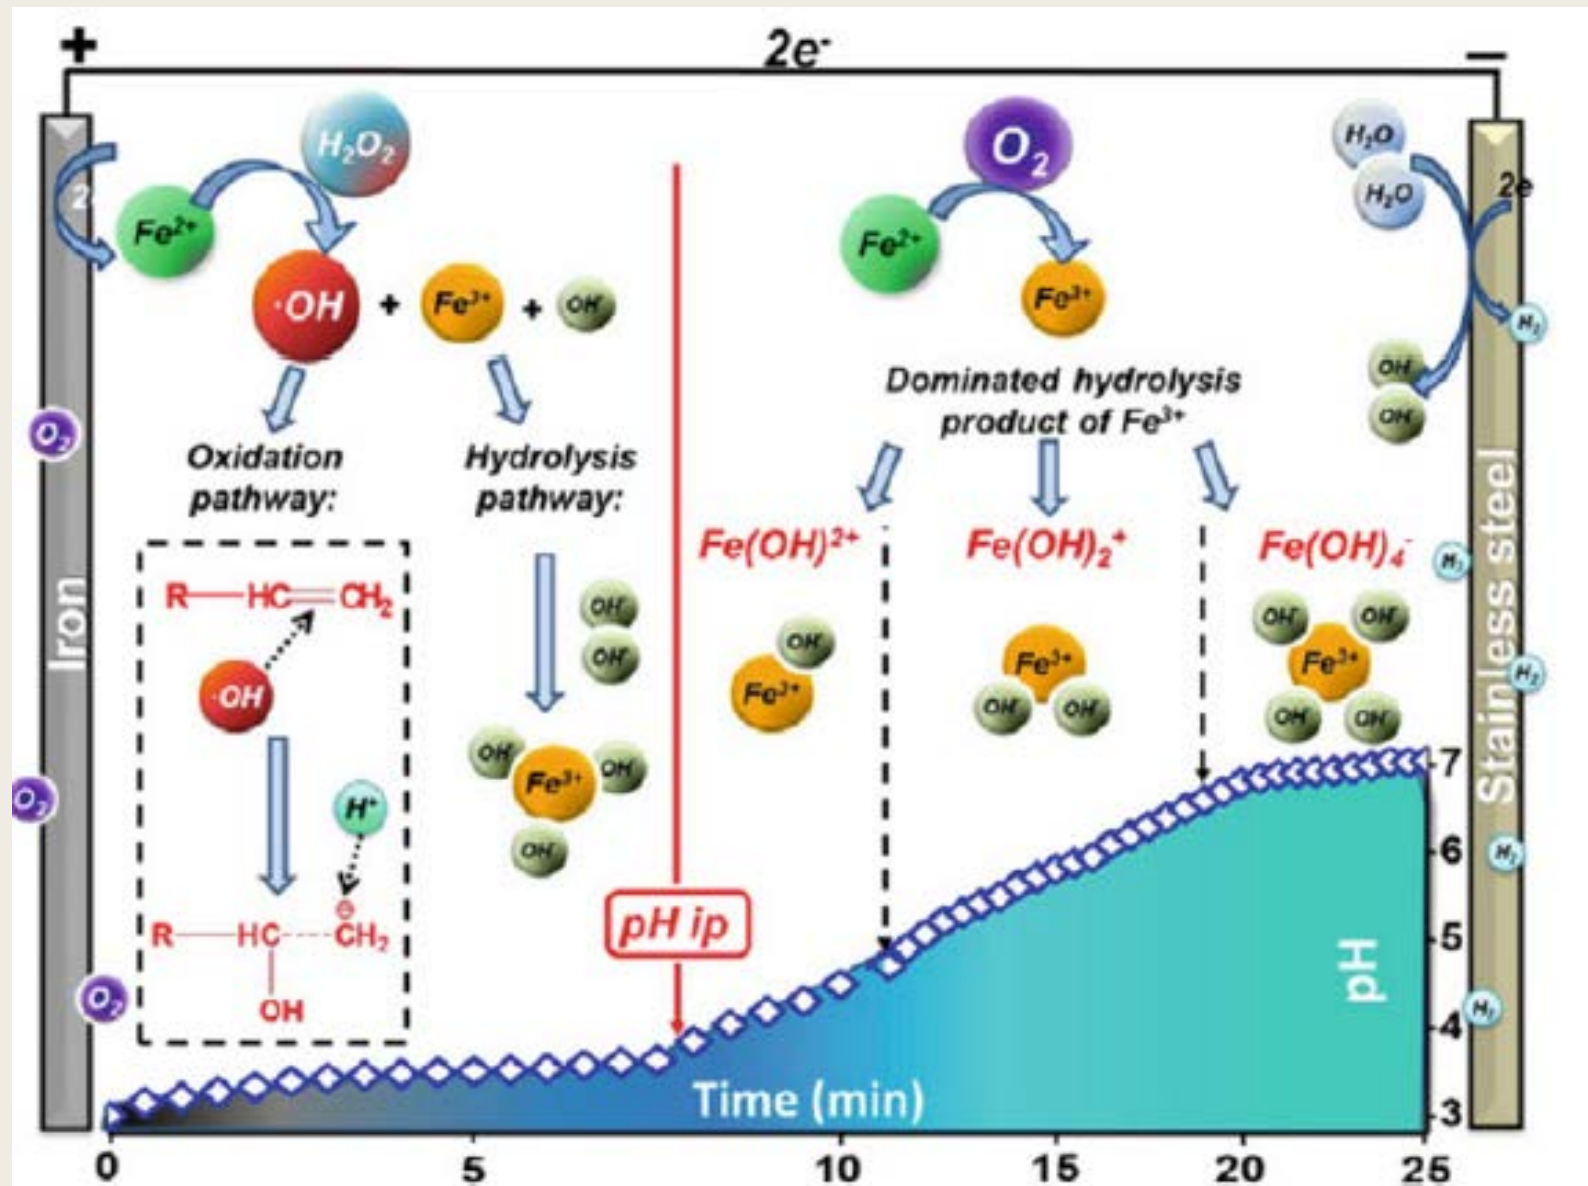 +
2e⁻
−
H₂O₂
O₂
H₂O
H₂O
2
Fe²⁺
Fe²⁺
2e
·OH + Fe³⁺ + OH⁻
Fe³⁺
H₂
Dominated hydrolysis
product of Fe³⁺
OH⁻
OH⁻
O₂
Oxidation
pathway:
Hydrolysis
pathway:
Fe(OH)²⁺
Fe(OH)₂⁺
Fe(OH)₄⁻
H₂
Iron
Stainless steel
R—HC=CH₂
·OH
OH⁻
OH⁻
OH⁻
Fe³⁺
Fe³⁺
OH⁻
OH⁻
OH⁻
OH⁻
Fe³⁺
OH⁻
OH⁻
H₂
OH⁻
Fe³⁺
OH⁻
OH⁻
O₂
H⁺
R—HC---CH₂
⊖
OH
O₂
pH ip
H₂
H₂
pH
7
6
5
4
3
Time (min)
0 5 10 15 20 25